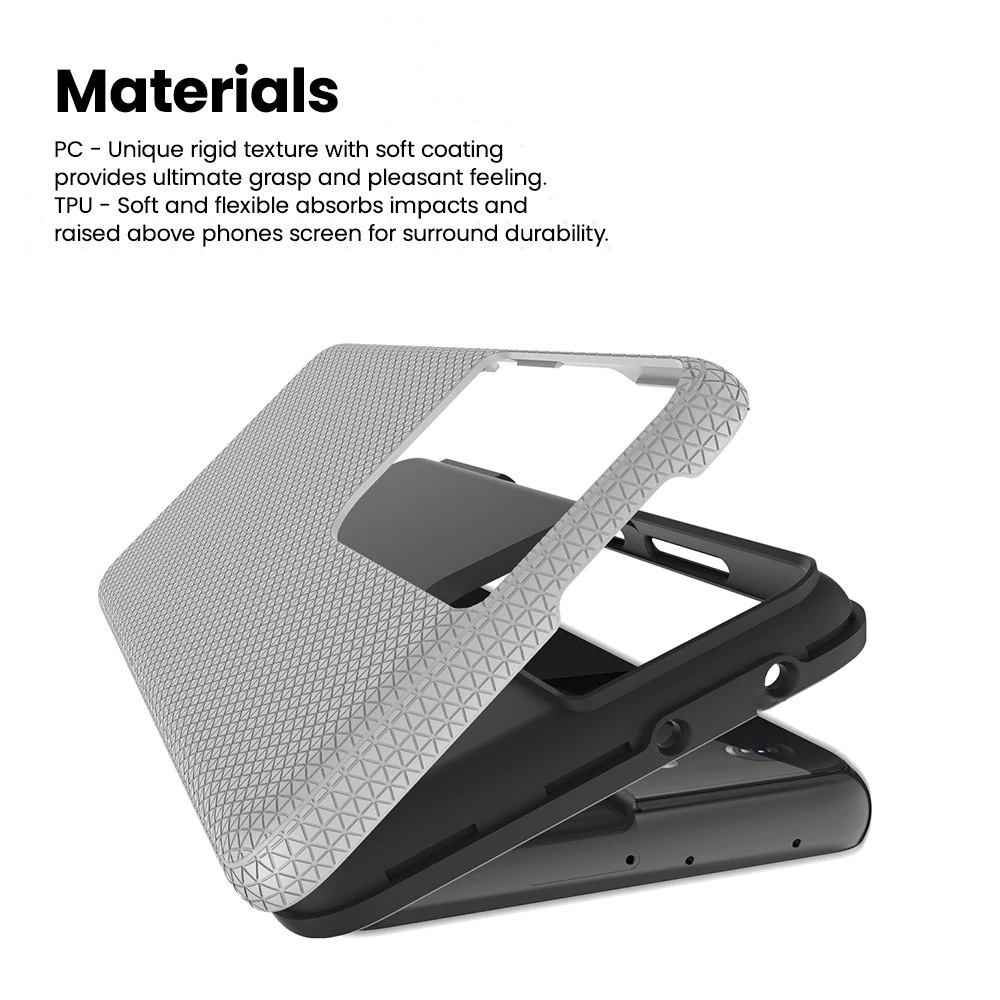 Materials
PC - Unique rigid texture with soft coating
provides ultimate grasp and pleasant feeling.
TPU - Soft and flexible absorbs impacts and
raised above phones screen for surround durability.